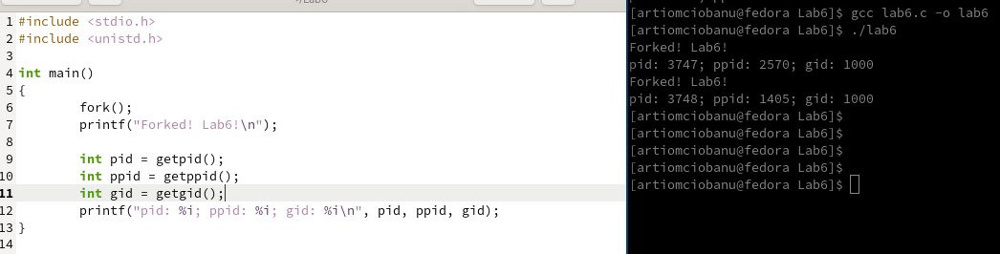 1 #include <stdio.h>
2 #include <unistd.h>
3
4 int main()
5 {
6 fork();
7 printf("Forked! Lab6!\n");
8
9 int pid = getpid();
10 int ppid = getppid();
11 int gid = getgid();
12 printf("pid: %i; ppid: %i; gid: %i\n", pid, ppid, gid);
13 }
14
[artiomciobanu@fedora Lab6]$ gcc lab6.c -o lab6
[artiomciobanu@fedora Lab6]$ ./lab6
Forked! Lab6!
pid: 3747; ppid: 2570; gid: 1000
Forked! Lab6!
pid: 3748; ppid: 1405; gid: 1000
[artiomciobanu@fedora Lab6]$
[artiomciobanu@fedora Lab6]$
[artiomciobanu@fedora Lab6]$
[artiomciobanu@fedora Lab6]$
[artiomciobanu@fedora Lab6]$